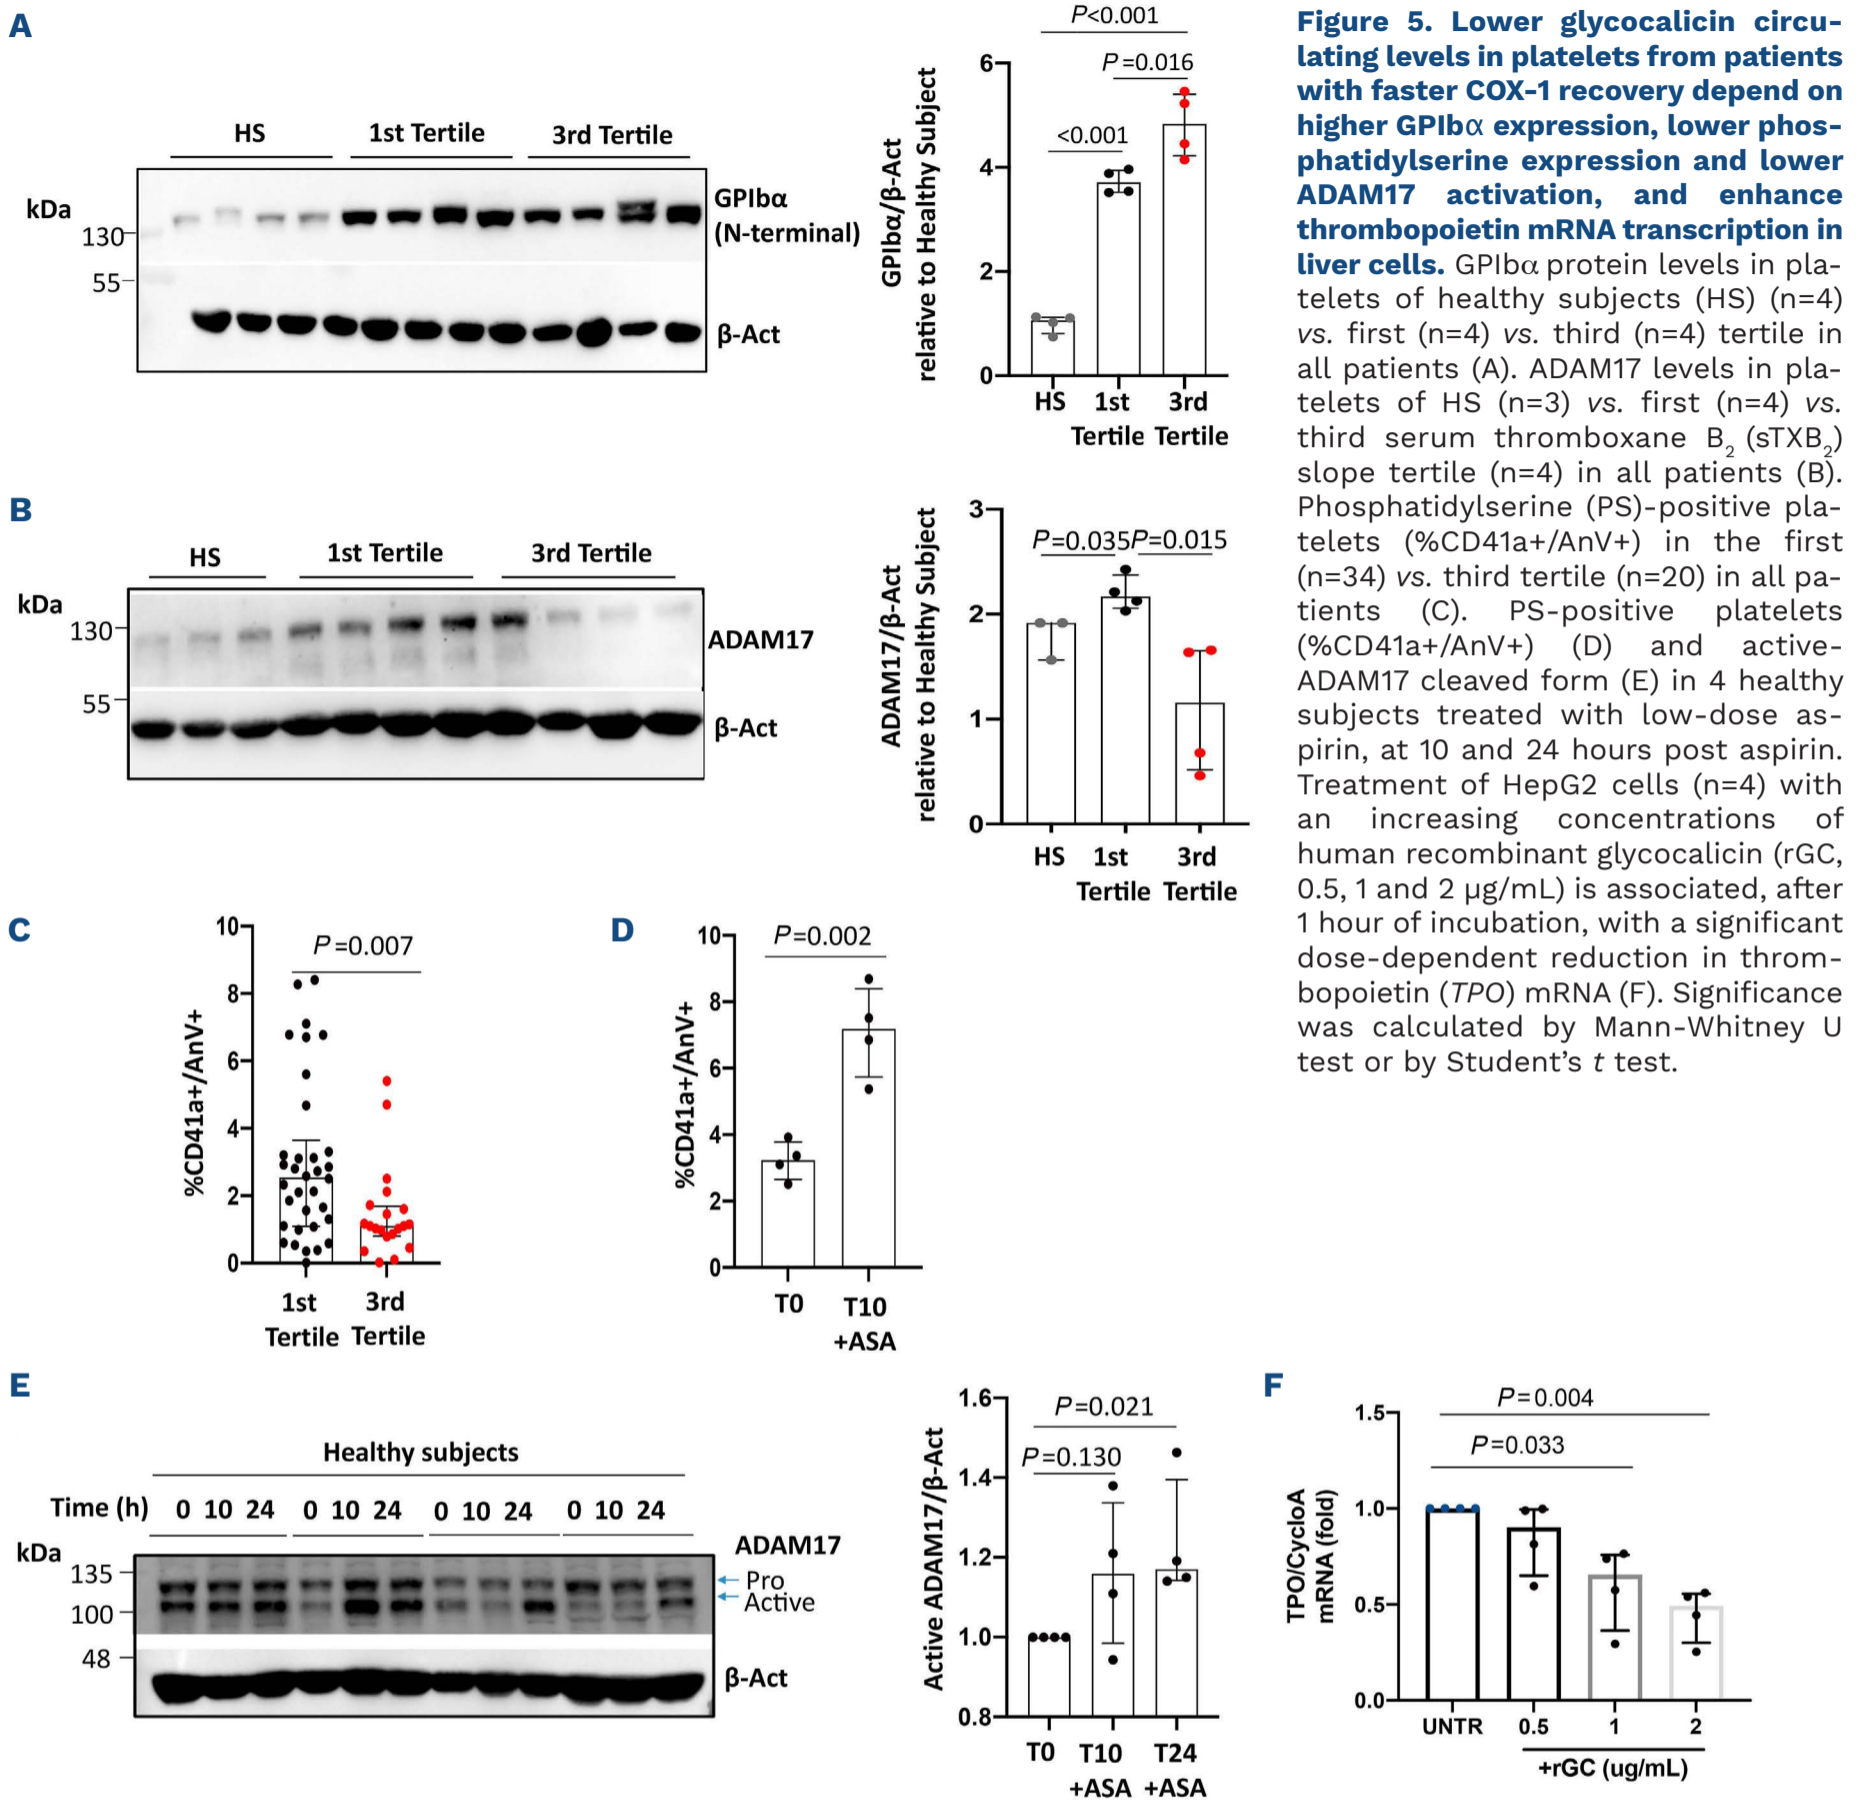 A
HS
1st Tertile
3rd Tertile
kDa
130
55
GPIbα
(N-terminal)
β-Act
P<0.001
P=0.016
<0.001
GPIbα/β-Act
relative to Healthy Subject
6
4
2
0
HS
1st
3rd
Tertile
Tertile
Figure 5. Lower glycocalicin circu-
lating levels in platelets from patients
with faster COX-1 recovery depend on
higher GPIbα expression, lower phos-
phatidylserine expression and lower
ADAM17 activation, and enhance
thrombopoietin mRNA transcription in
liver cells. GPIbα protein levels in pla-
telets of healthy subjects (HS) (n=4)
vs. first (n=4) vs. third (n=4) tertile in
all patients (A). ADAM17 levels in pla-
telets of HS (n=3) vs. first (n=4) vs.
third serum thromboxane B2 (sTXB2)
slope tertile (n=4) in all patients (B).
Phosphatidylserine (PS)-positive pla-
telets (%CD41a+/AnV+) in the first
(n=34) vs. third tertile (n=20) in all pa-
tients (C). PS-positive platelets
(%CD41a+/AnV+) (D) and active-
ADAM17 cleaved form (E) in 4 healthy
subjects treated with low-dose as-
pirin, at 10 and 24 hours post aspirin.
Treatment of HepG2 cells (n=4) with
an increasing concentrations of
human recombinant glycocalicin (rGC,
0.5, 1 and 2 µg/mL) is associated, after
1 hour of incubation, with a significant
dose-dependent reduction in throm-
bopoietin (TPO) mRNA (F). Significance
was calculated by Mann-Whitney U
test or by Student's t test.
B
HS
1st Tertile
3rd Tertile
kDa
130
55
ADAM17
β-Act
P=0.035
P=0.015
ADAM17/β-Act
relative to Healthy Subject
3
2
1
0
HS
1st
3rd
Tertile
Tertile
C
P=0.007
%CD41a+/AnV+
10
8
6
4
2
0
1st
3rd
Tertile
Tertile
D
P=0.002
%CD41a+/AnV+
10
8
6
4
2
0
T0
T10
+ASA
E
Healthy subjects
Time (h)
0 10 24
0 10 24
0 10 24
0 10 24
kDa
135
100
48
ADAM17
Pro
Active
β-Act
P=0.021
P=0.130
Active ADAM17/β-Act
1.6
1.4
1.2
1.0
0.8
T0
T10
T24
+ASA
+ASA
F
P=0.004
P=0.033
TPO/CycloA
mRNA (fold)
1.5
1.0
0.5
0.0
UNTR
0.5
1
2
+rGC (ug/mL)